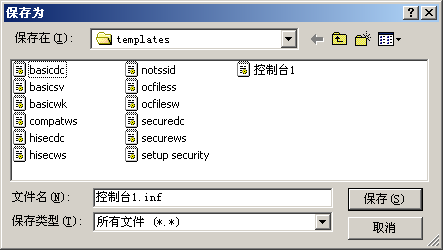 保存为
保存在(I):
templates
basicdc
basicsv
basicwk
compatws
hisecdc
hisecws
notssid
ocfiless
ocfilesw
securedc
securews
setup security
控制台1
文件名(N):
控制台1.inf
保存(S)
保存类型(T):
所有文件 (*.*)
取消